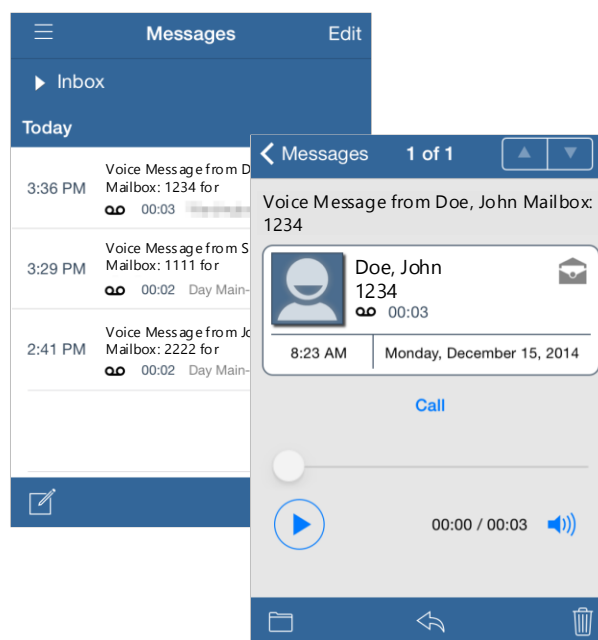 Messages
Edit
Inbox
Today
3:36 PM
Voice Message from D
Mailbox: 1234 for
00:03
3:29 PM
Voice Message from S
Mailbox: 1111 for
00:02 Day Main-
2:41 PM
Voice Message from Jo
Mailbox: 2222 for
00:02 Day Main-
Messages
1 of 1
Voice Message from Doe, John Mailbox:
1234
Doe, John
1234
00:03
8:23 AM
Monday, December 15, 2014
Call
00:00 / 00:03